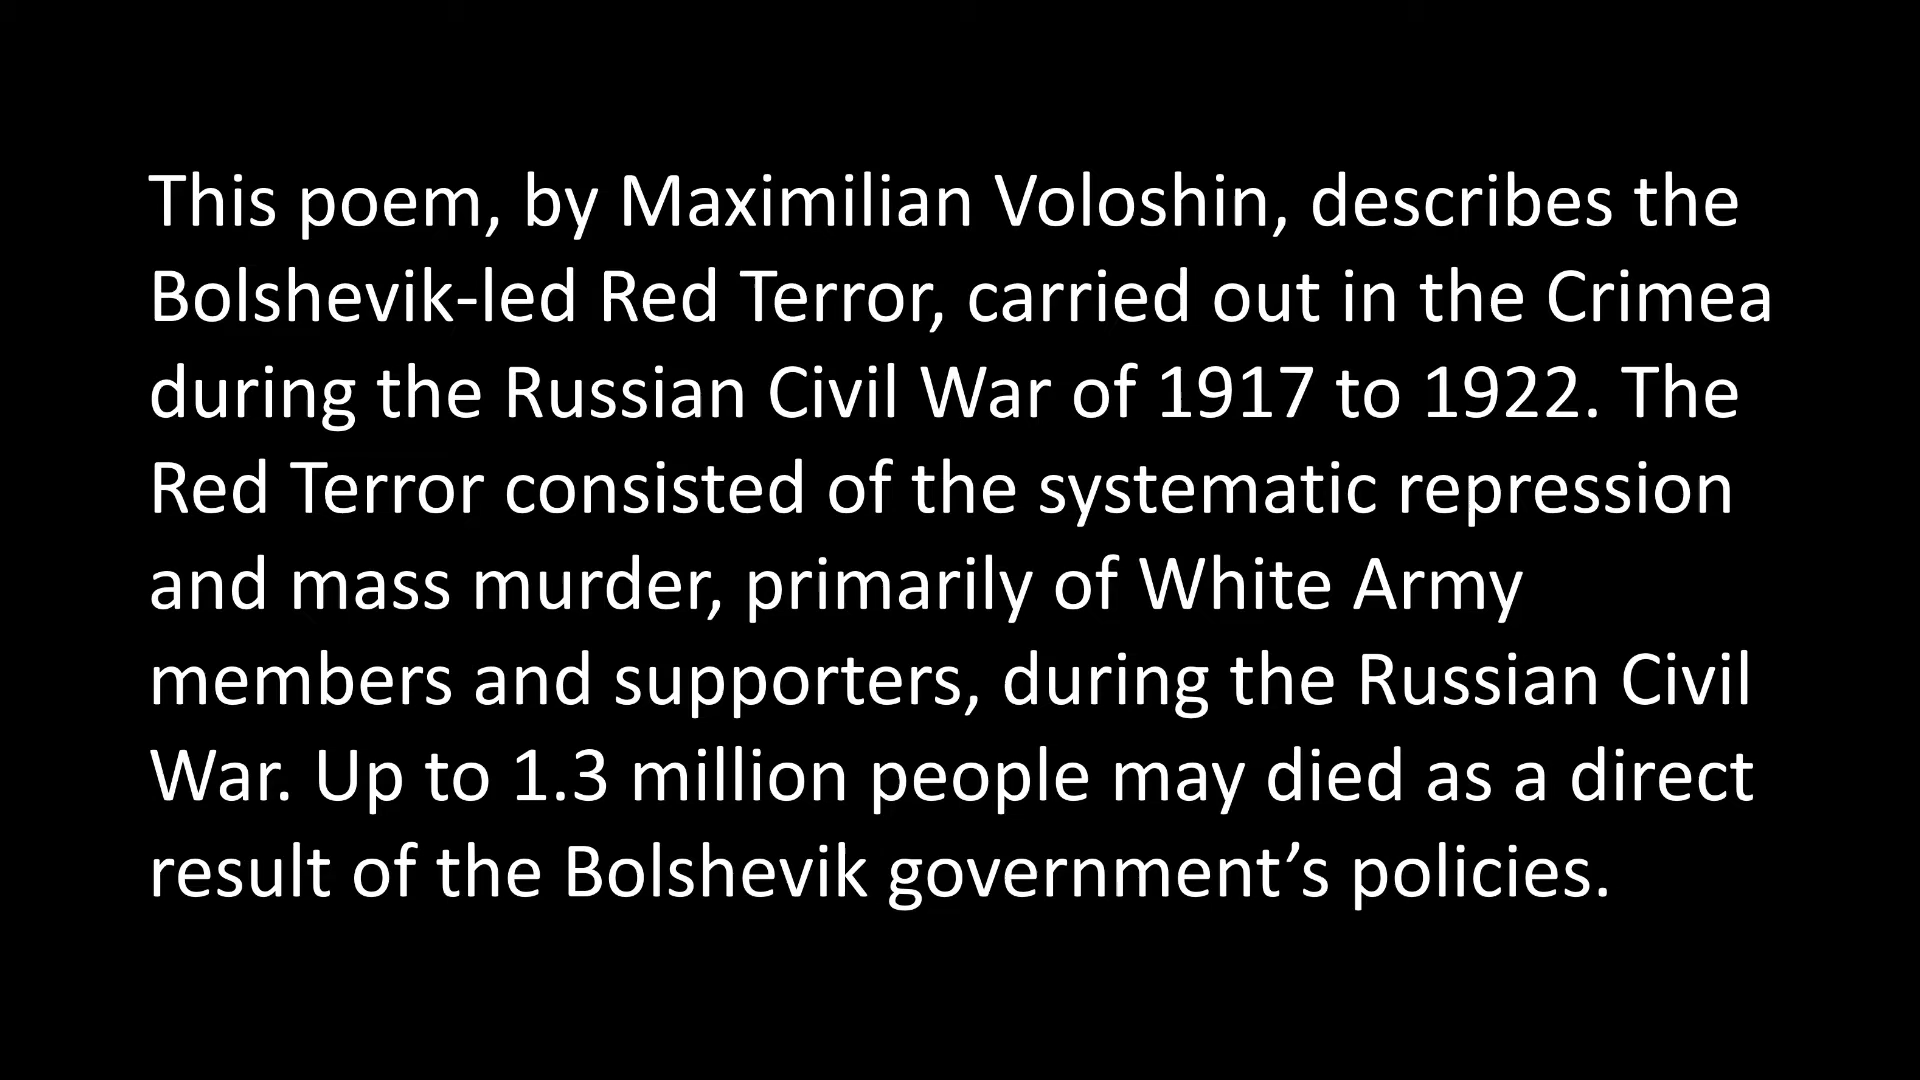 This poem, by Maximilian Voloshin, describes the
Bolshevik-led Red Terror, carried out in the Crimea
during the Russian Civil War of 1917 to 1922. The
Red Terror consisted of the systematic repression
and mass murder, primarily of White Army
members and supporters, during the Russian Civil
War. Up to 1.3 million people may died as a direct
result of the Bolshevik government’s policies.